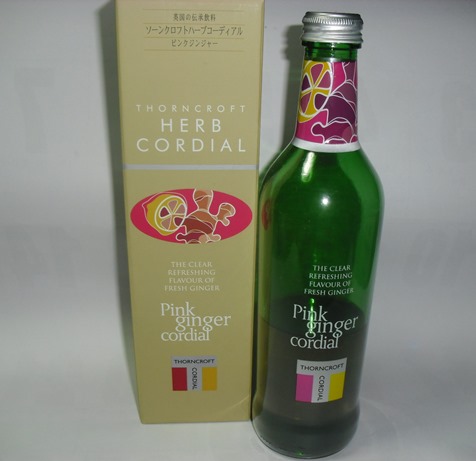 英国の伝承飲料
ソーンクロフトハーブコーディアル
ピンクジンジャー
THORNCROFT
HERB
CORDIAL
THE CLEAR
REFRESHING
FLAVOUR OF
FRESH GINGER
Pink
ginger
cordial
THORNCROFT
CORDIAL
THE CLEAR
REFRESHING
FLAVOUR OF
FRESH GINGER
Pink
ginger
cordial
THORNCROFT
CORDIAL